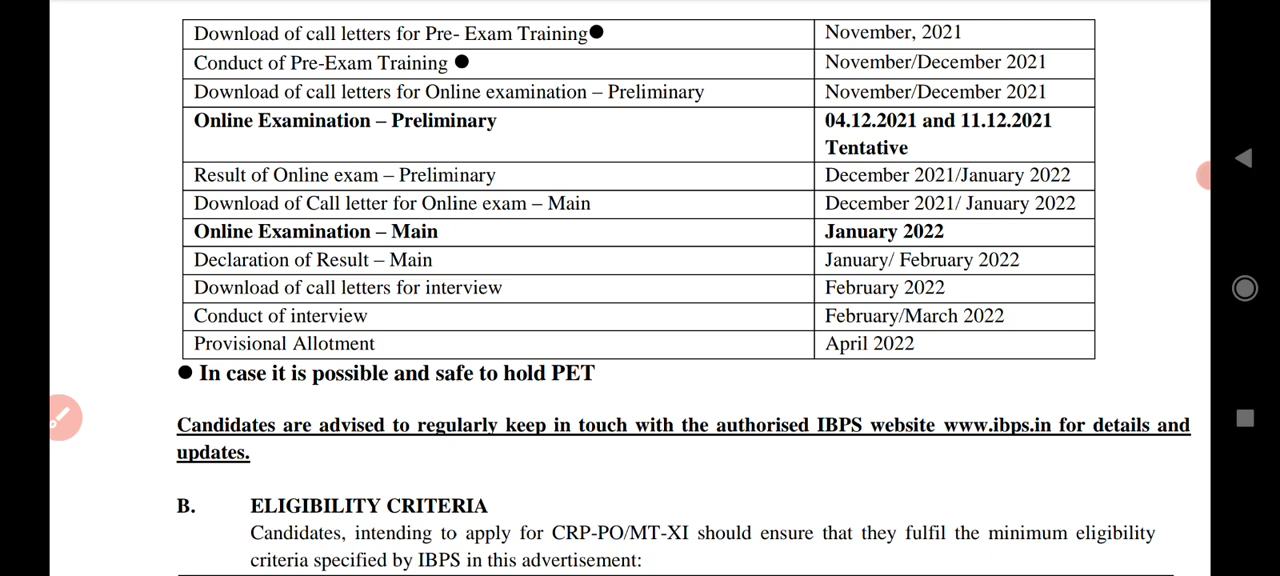 Download of call letters for Pre- Exam Training● November, 2021
Conduct of Pre-Exam Training ● November/December 2021
Download of call letters for Online examination – Preliminary November/December 2021
Online Examination – Preliminary 04.12.2021 and 11.12.2021
Tentative
Result of Online exam – Preliminary December 2021/January 2022
Download of Call letter for Online exam – Main December 2021/ January 2022
Online Examination – Main January 2022
Declaration of Result – Main January/ February 2022
Download of call letters for interview February 2022
Conduct of interview February/March 2022
Provisional Allotment April 2022
● In case it is possible and safe to hold PET
Candidates are advised to regularly keep in touch with the authorised IBPS website www.ibps.in for details and
updates.
B. ELIGIBILITY CRITERIA
Candidates, intending to apply for CRP-PO/MT-XI should ensure that they fulfil the minimum eligibility
criteria specified by IBPS in this advertisement: